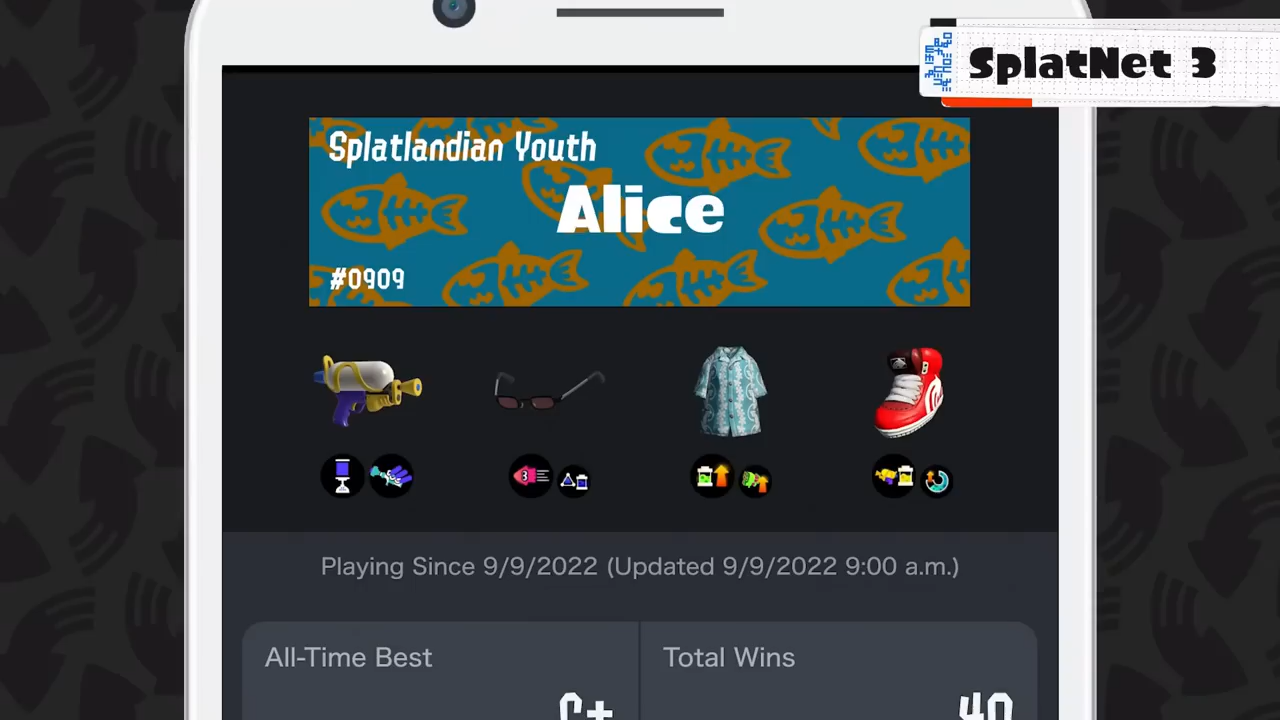 SplatNet 3
Splatlandian Youth
Alice
#0909
Playing Since 9/9/2022 (Updated 9/9/2022 9:00 a.m.)
All-Time Best
Total Wins
C+
40